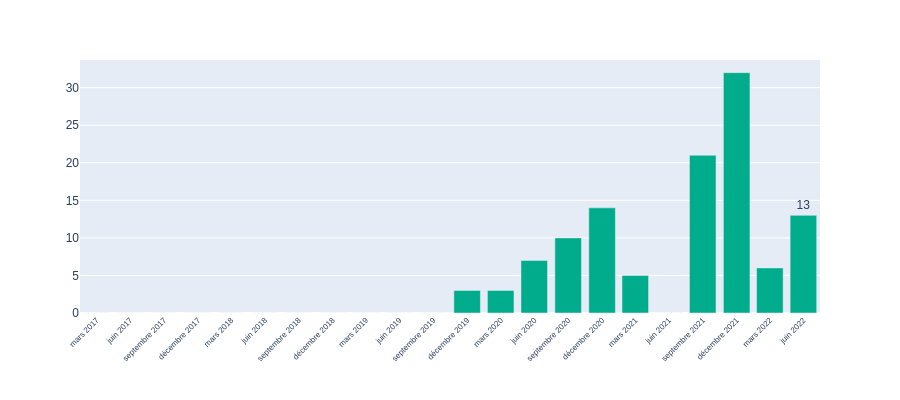 30
25
20
15
10
5
0
13
mars 2017
juin 2017
septembre 2017
décembre 2017
mars 2018
juin 2018
septembre 2018
décembre 2018
mars 2019
juin 2019
septembre 2019
décembre 2019
mars 2020
juin 2020
septembre 2020
décembre 2020
mars 2021
juin 2021
septembre 2021
décembre 2021
mars 2022
juin 2022